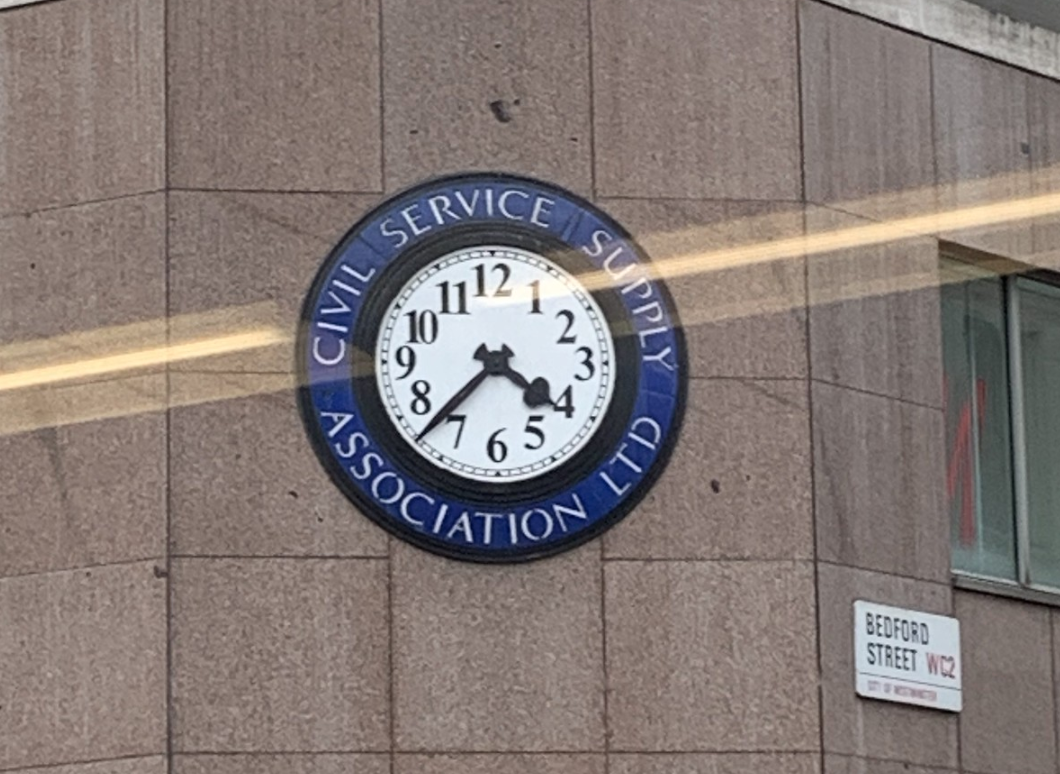 CIVIL SERVICE SUPPLY
ASSOCIATION LTD
12
1
2
3
4
5
6
7
8
9
10
11
BEDFORD
STREET WC2
CITY OF WESTMINSTER